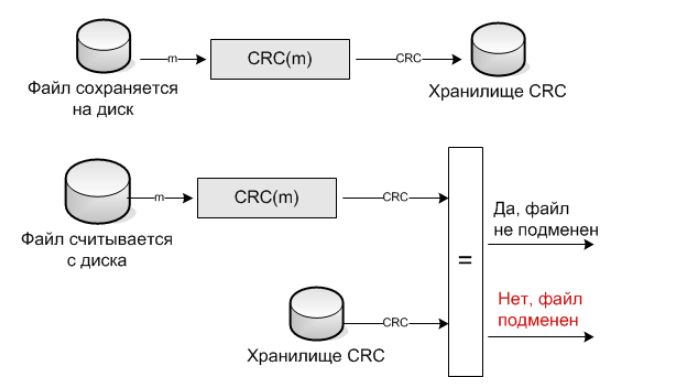 m
CRC(m)
CRC
Файл сохраняется
на диск
Хранилище CRC
m
CRC(m)
CRC
Файл считывается
с диска
=
Да, файл
не подменен
Нет, файл
подменен
CRC
Хранилище CRC